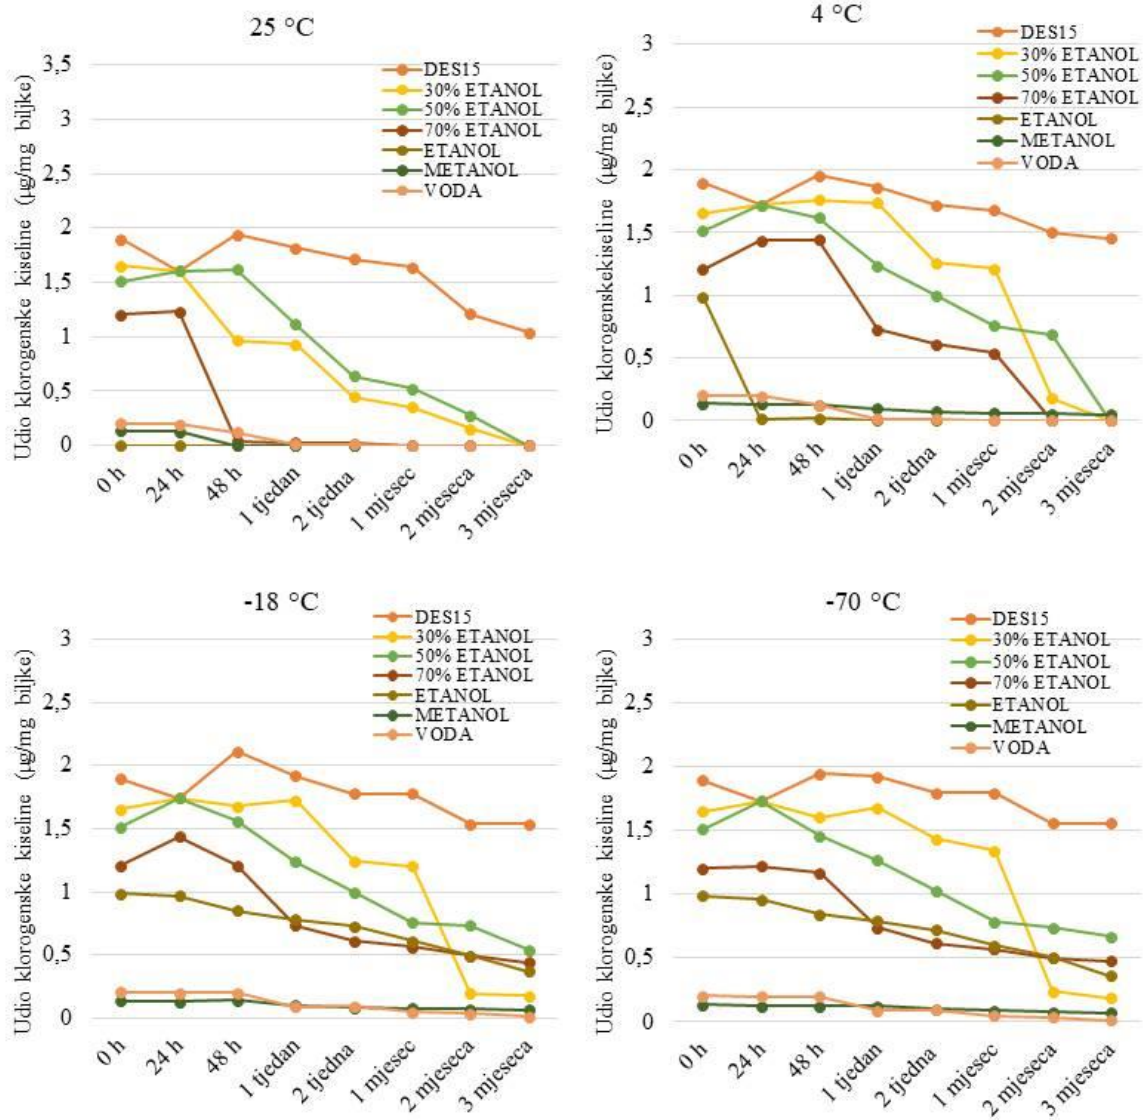 25 °C
Udio klorogenske kiseline (µg/mg biljke)
3,5
3
2,5
2
1,5
1
0,5
0
DES15
30% ETANOL
50% ETANOL
70% ETANOL
ETANOL
METANOL
VODA
0 h
24 h
48 h
1 tjedan
2 tjedna
1 mjesec
2 mjeseca
3 mjeseca
4 °C
Udio klorogenskekiseline (µg/mg biljke)
3
2,5
2
1,5
1
0,5
0
DES15
30% ETANOL
50% ETANOL
70% ETANOL
ETANOL
METANOL
VODA
0 h
24 h
48 h
1 tjedan
2 tjedna
1 mjesec
2 mjeseca
3 mjeseca
-18 °C
Udio klorogenske kiseline (µg/mg biljke)
3
2,5
2
1,5
1
0,5
0
DES15
30% ETANOL
50% ETANOL
70% ETANOL
ETANOL
METANOL
VODA
0 h
24 h
48 h
1 tjedan
2 tjedna
1 mjesec
2 mjeseca
3 mjeseca
-70 °C
Udio klorogenske kiseline (µg/mg biljke)
3
2,5
2
1,5
1
0,5
0
DES15
30% ETANOL
50% ETANOL
70% ETANOL
ETANOL
METANOL
VODA
0 h
24 h
48 h
1 tjedan
2 tjedna
1 mjesec
2 mjeseca
3 mjeseca